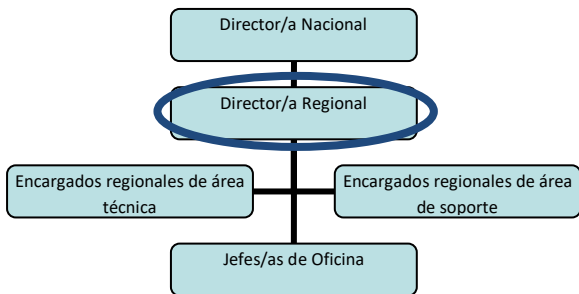 Director/a Nacional
Director/a Regional
Encargados regionales de área
técnica
Encargados regionales de área
de soporte
Jefes/as de Oficina